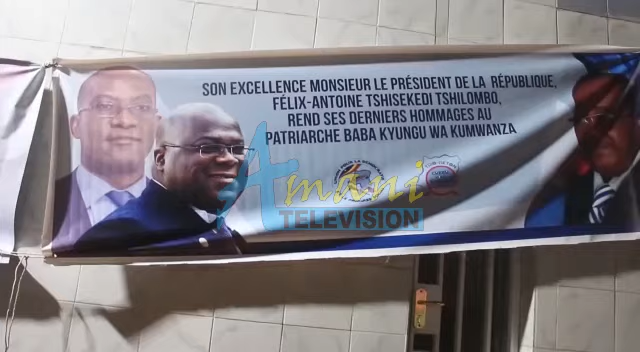 SON EXCELLENCE MONSIEUR LE PRÉSIDENT DE LA RÉPUBLIQUE,
FÉLIX-ANTOINE TSHISEKEDI TSHILOMBO,
REND SES DERNIERS HOMMAGES AU
PATRIARCHE BABA KYUNGU WA KUMWANZA
Amani
TELEVISION